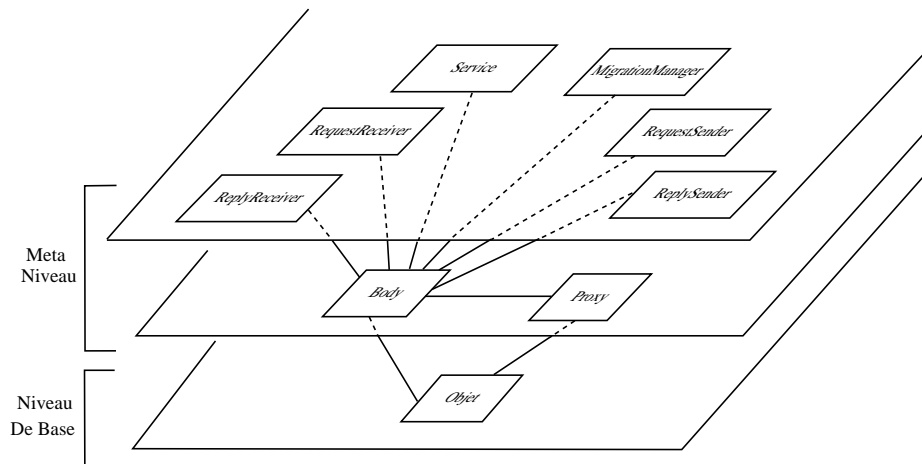 Service
MigrationManager
RequestReceiver
RequestSender
ReplyReceiver
ReplySender
Meta
Niveau
Body
Proxy
Objet
Niveau
De Base